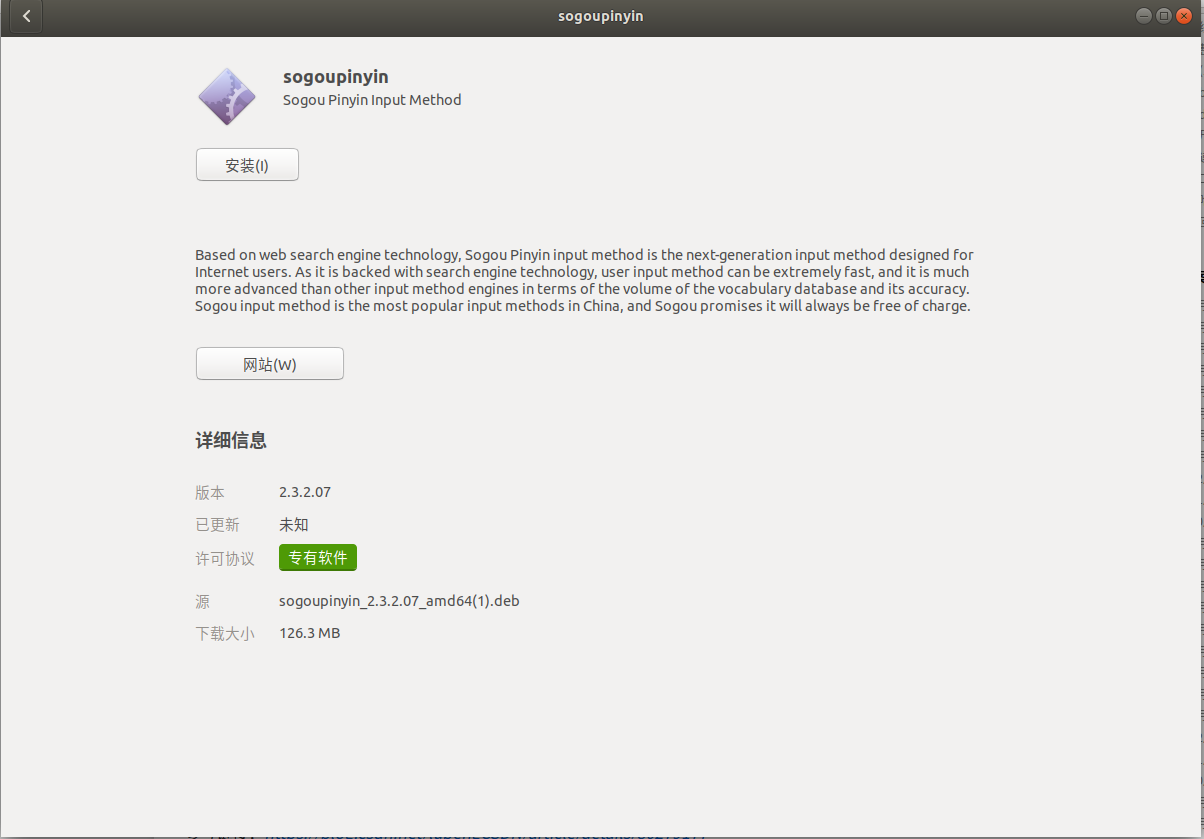 sogoupinyin
sogoupinyin
Sogou Pinyin Input Method
安装(I)
Based on web search engine technology, Sogou Pinyin input method is the next-generation input method designed for
Internet users. As it is backed with search engine technology, user input method can be extremely fast, and it is much
more advanced than other input method engines in terms of the volume of the vocabulary database and its accuracy.
Sogou input method is the most popular input methods in China, and Sogou promises it will always be free of charge.
网站(W)
详细信息
版本 2.3.2.07
已更新 未知
许可协议 专有软件
源 sogoupinyin_2.3.2.07_amd64(1).deb
下载大小 126.3 MB